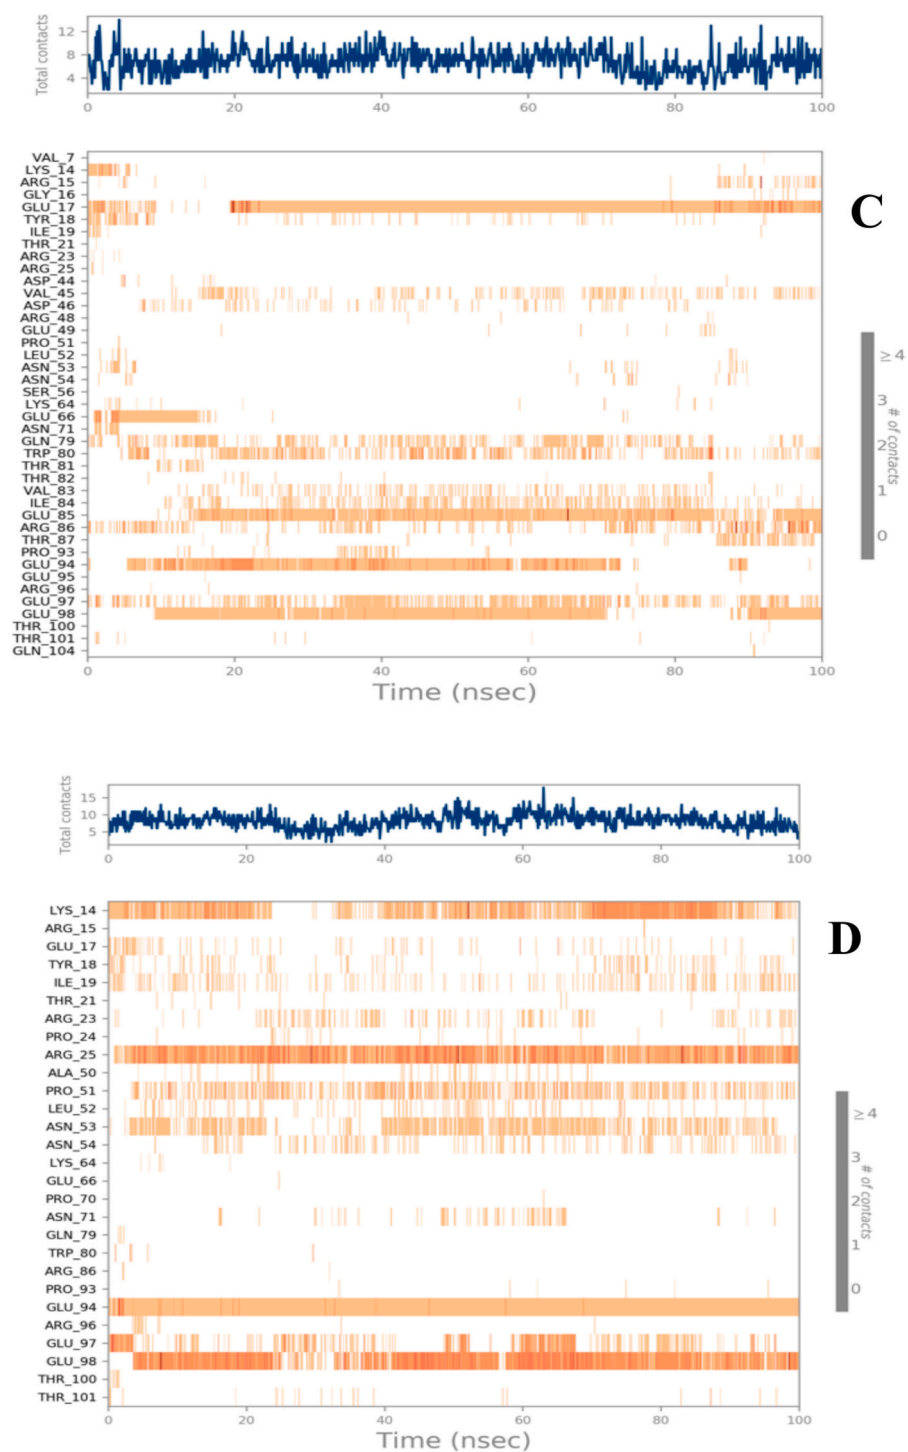 Total contacts
12
8
4
0 20 40 60 80 100
VAL_7
LYS_14
ARG_15
GLY_16
GLU_17
TYR_18
ILE_19
THR_21
ARG_23
ARG_25
ASP_44
VAL_45
ASP_46
ARG_48
GLU_49
PRO_51
LEU_52
ASN_53
ASN_54
SER_56
LYS_64
GLU_66
ASN_71
GLN_79
TRP_80
THR_81
THR_82
VAL_83
ILE_84
GLU_85
ARG_86
THR_87
PRO_93
GLU_94
GLU_95
ARG_96
GLU_97
GLU_98
THR_100
THR_101
GLN_104
0 20 40 60 80 100
Time (nsec)
C
≥ 4
3
2
1
0
# of contacts
Total contacts
15
10
5
0 20 40 60 80 100
LYS_14
ARG_15
GLU_17
TYR_18
ILE_19
THR_21
ARG_23
PRO_24
ARG_25
ALA_50
PRO_51
LEU_52
ASN_53
ASN_54
LYS_64
GLU_66
PRO_70
ASN_71
GLN_79
TRP_80
ARG_86
PRO_93
GLU_94
ARG_96
GLU_97
GLU_98
THR_100
THR_101
0 20 40 60 80 100
Time (nsec)
D
≥ 4
3
2
1
0
# of contacts